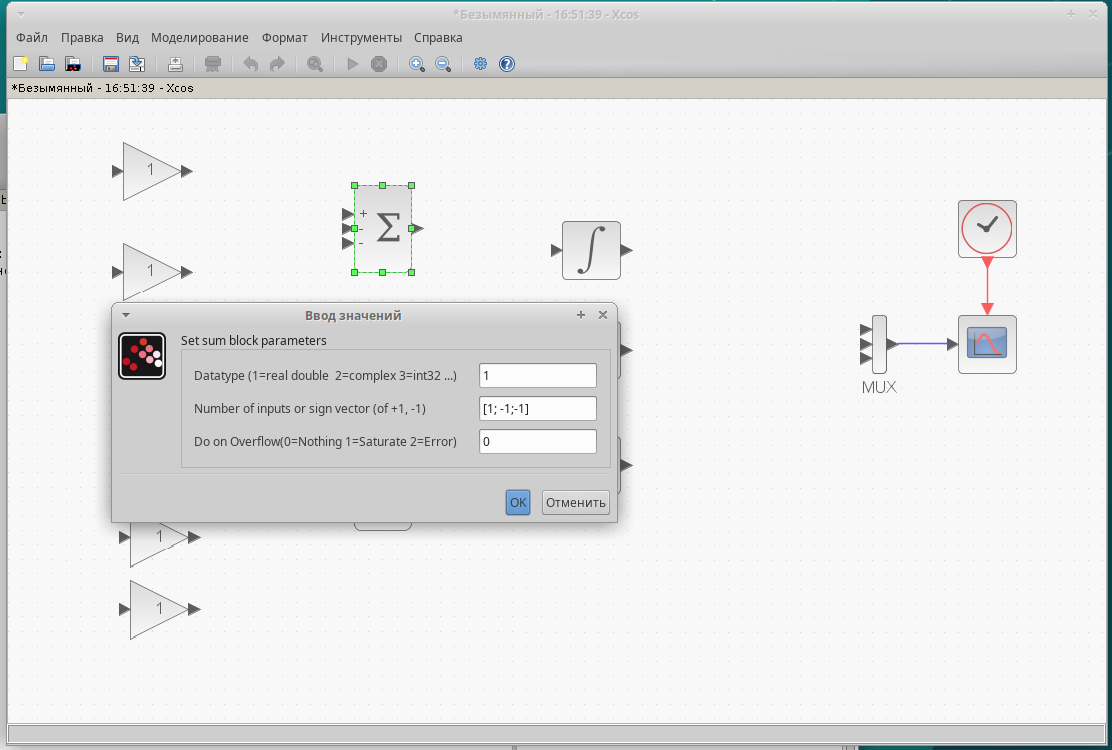 *Безымянный - 16:51:39 - Xcos
Файл Правка Вид Моделирование Формат Инструменты Справка
*Безымянный - 16:51:39 - Xcos
1
+
-
-
Σ
∫
1
MUX
Ввод значений
Set sum block parameters
Datatype (1=real double 2=complex 3=int32 ...) 1
Number of inputs or sign vector (of +1, -1) [1; -1;-1]
Do on Overflow(0=Nothing 1=Saturate 2=Error) 0
OK Отменить
1
1